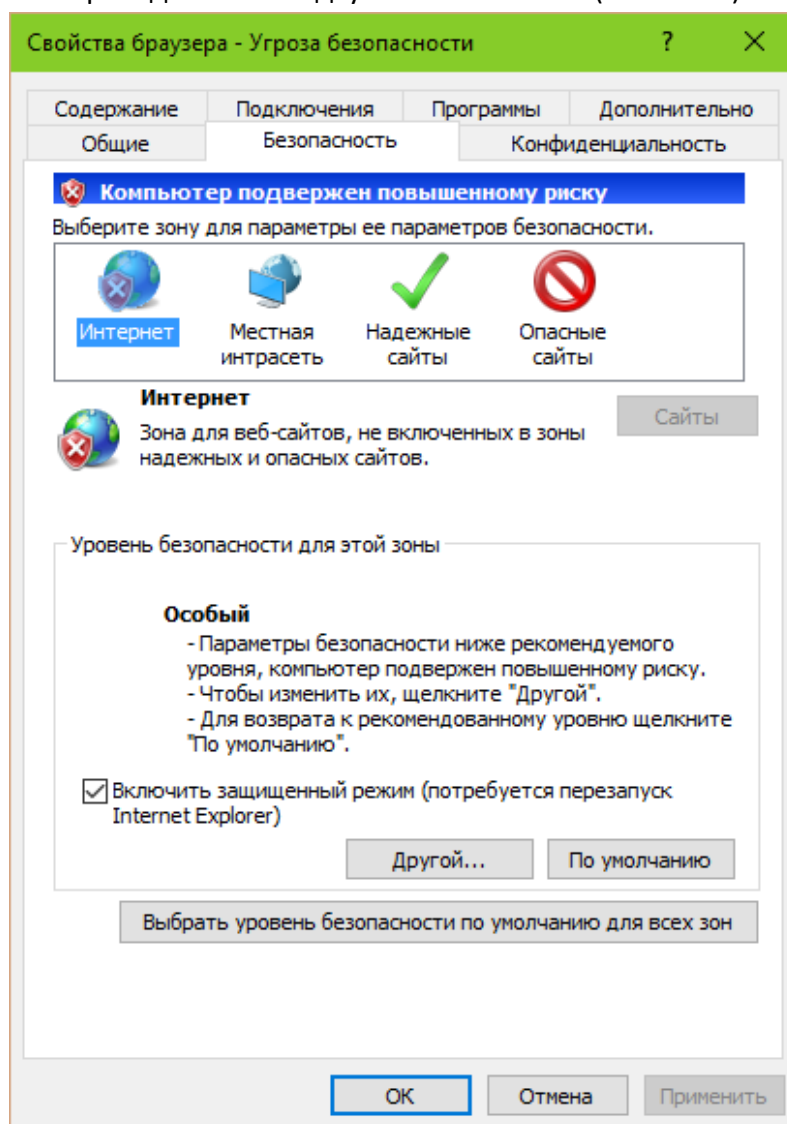 Свойства браузера - Угроза безопасности ? ✕
Содержание Подключения Программы Дополнительно
Общие Безопасность Конфиденциальность
Компьютер подвержен повышенному риску
Выберите зону для параметры ее параметров безопасности.
Интернет Местная интрасеть Надежные сайты Опасные сайты
Интернет
Сайты
Зона для веб-сайтов, не включенных в зоны
надежных и опасных сайтов.
Уровень безопасности для этой зоны
Особый
- Параметры безопасности ниже рекомендуемого
уровня, компьютер подвержен повышенному риску.
- Чтобы изменить их, щелкните "Другой".
- Для возврата к рекомендованному уровню щелкните
"По умолчанию".
Включить защищенный режим (потребуется перезапуск
Internet Explorer)
Другой... По умолчанию
Выбрать уровень безопасности по умолчанию для всех зон
ОК Отмена Применить